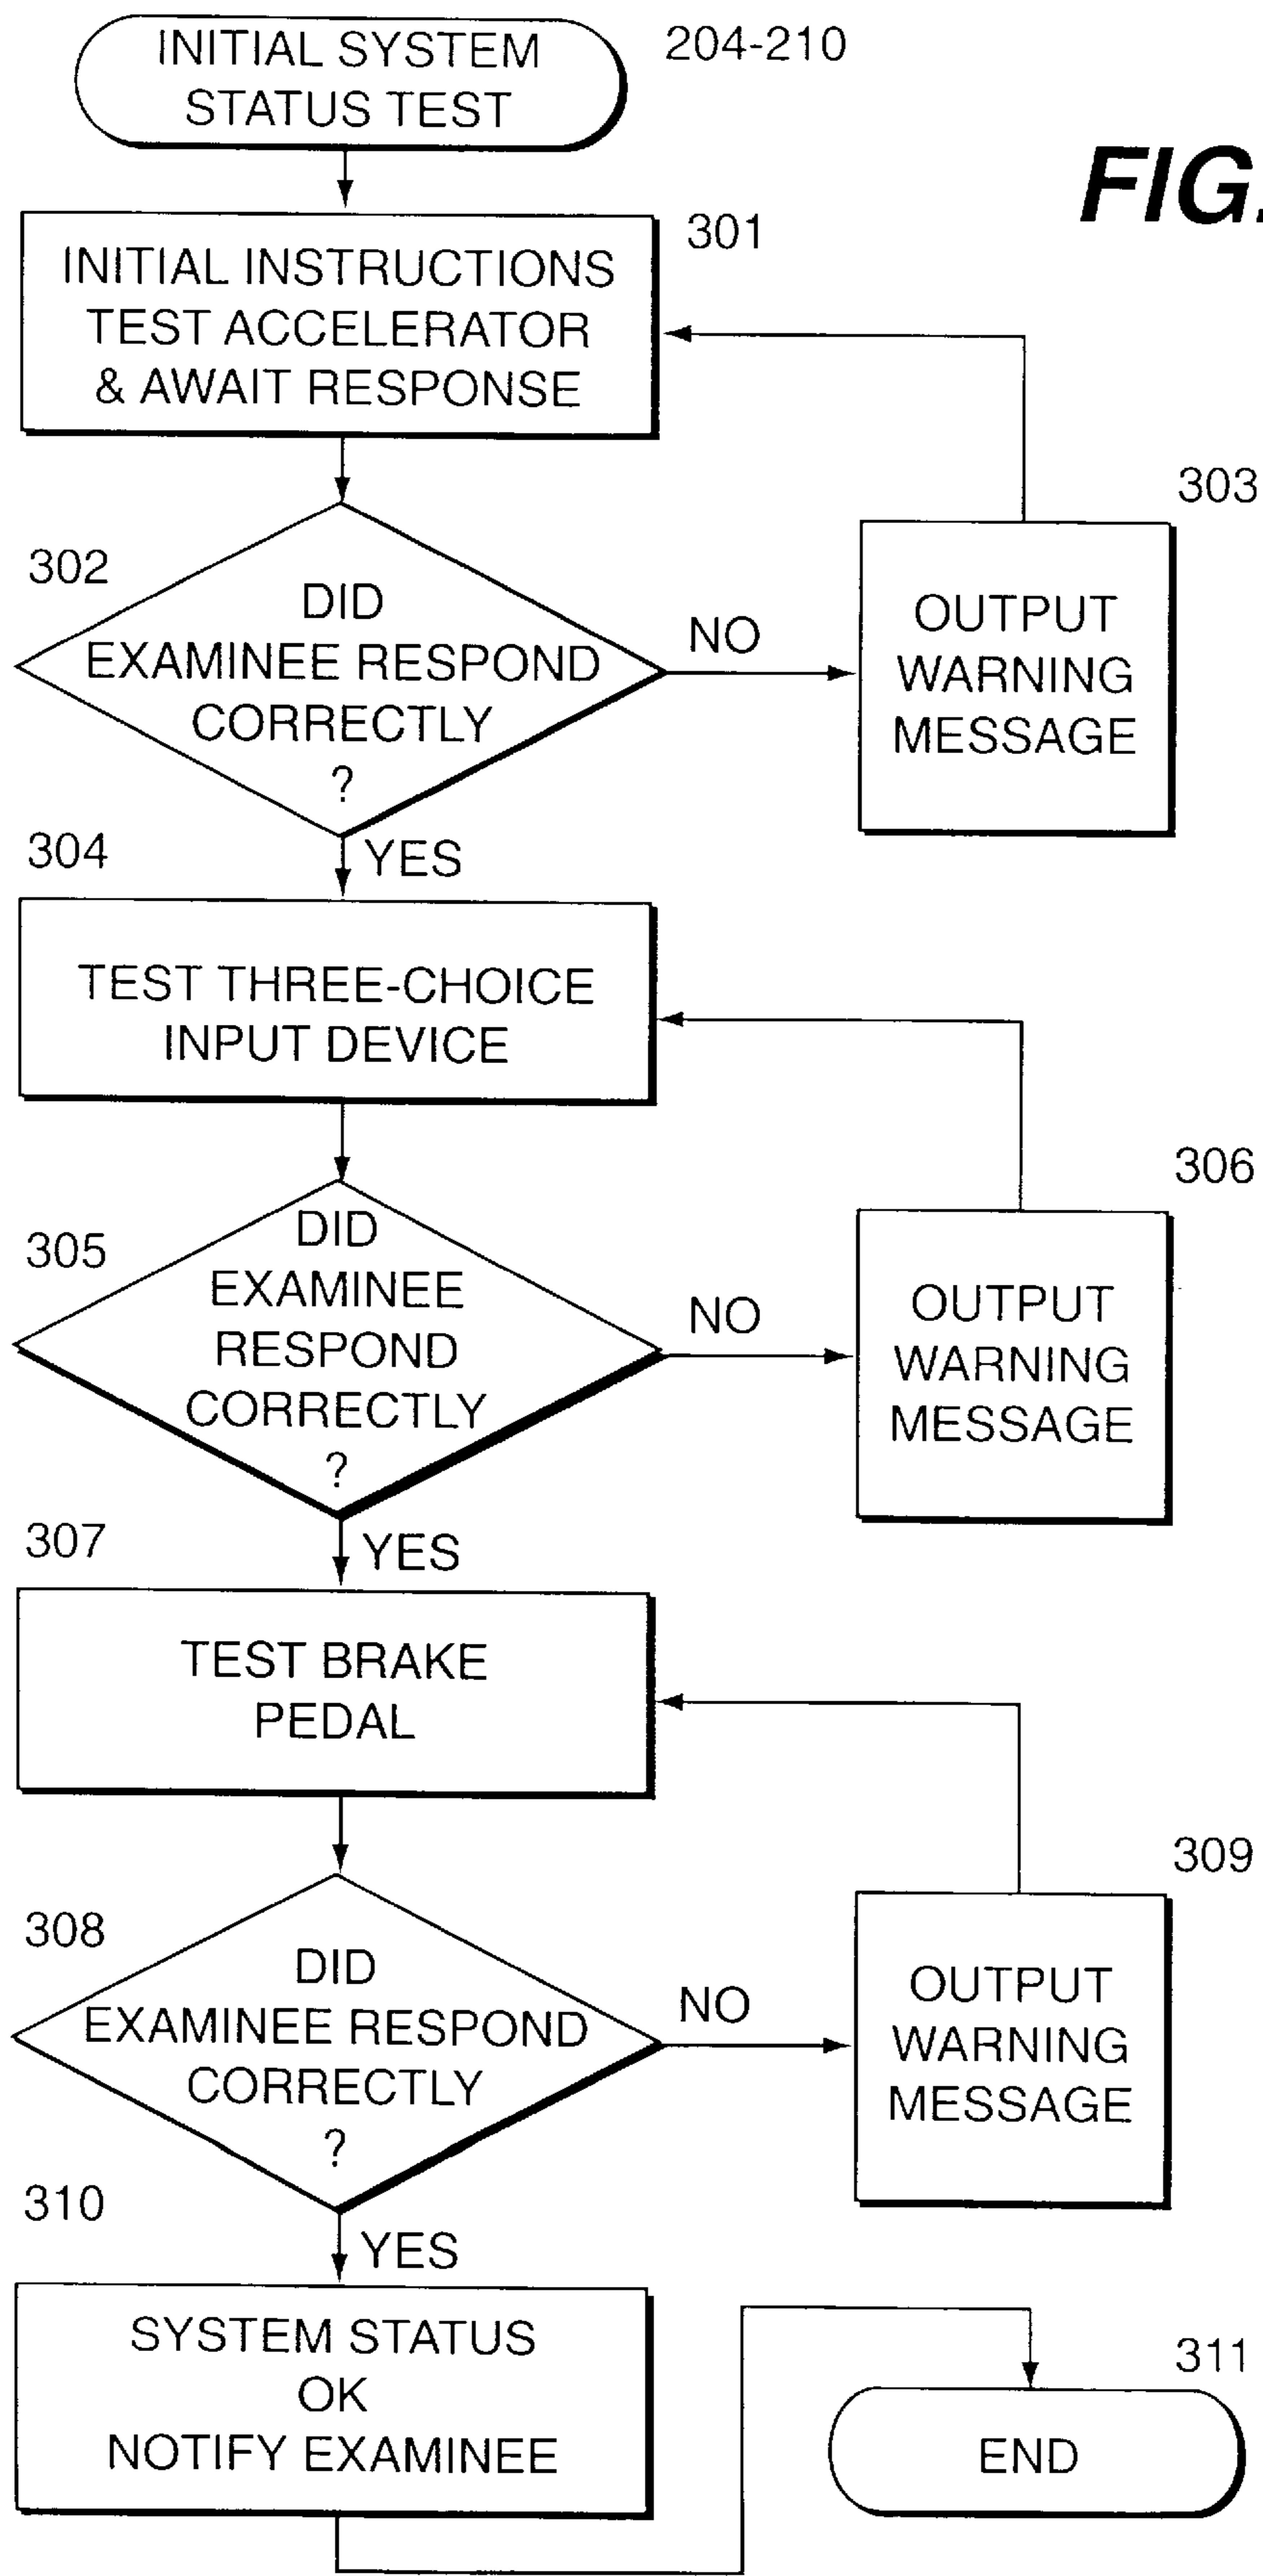 INITIAL SYSTEM
STATUS TEST
204-210
FIG.
301
INITIAL INSTRUCTIONS
TEST ACCELERATOR
& AWAIT RESPONSE
302
DID
EXAMINEE RESPOND
CORRECTLY
?
NO
303
OUTPUT
WARNING
MESSAGE
YES
304
TEST THREE-CHOICE
INPUT DEVICE
305
DID
EXAMINEE
RESPOND
CORRECTLY
?
NO
306
OUTPUT
WARNING
MESSAGE
YES
307
TEST BRAKE
PEDAL
308
DID
EXAMINEE RESPOND
CORRECTLY
?
NO
309
OUTPUT
WARNING
MESSAGE
YES
310
SYSTEM STATUS
OK
NOTIFY EXAMINEE
311
END